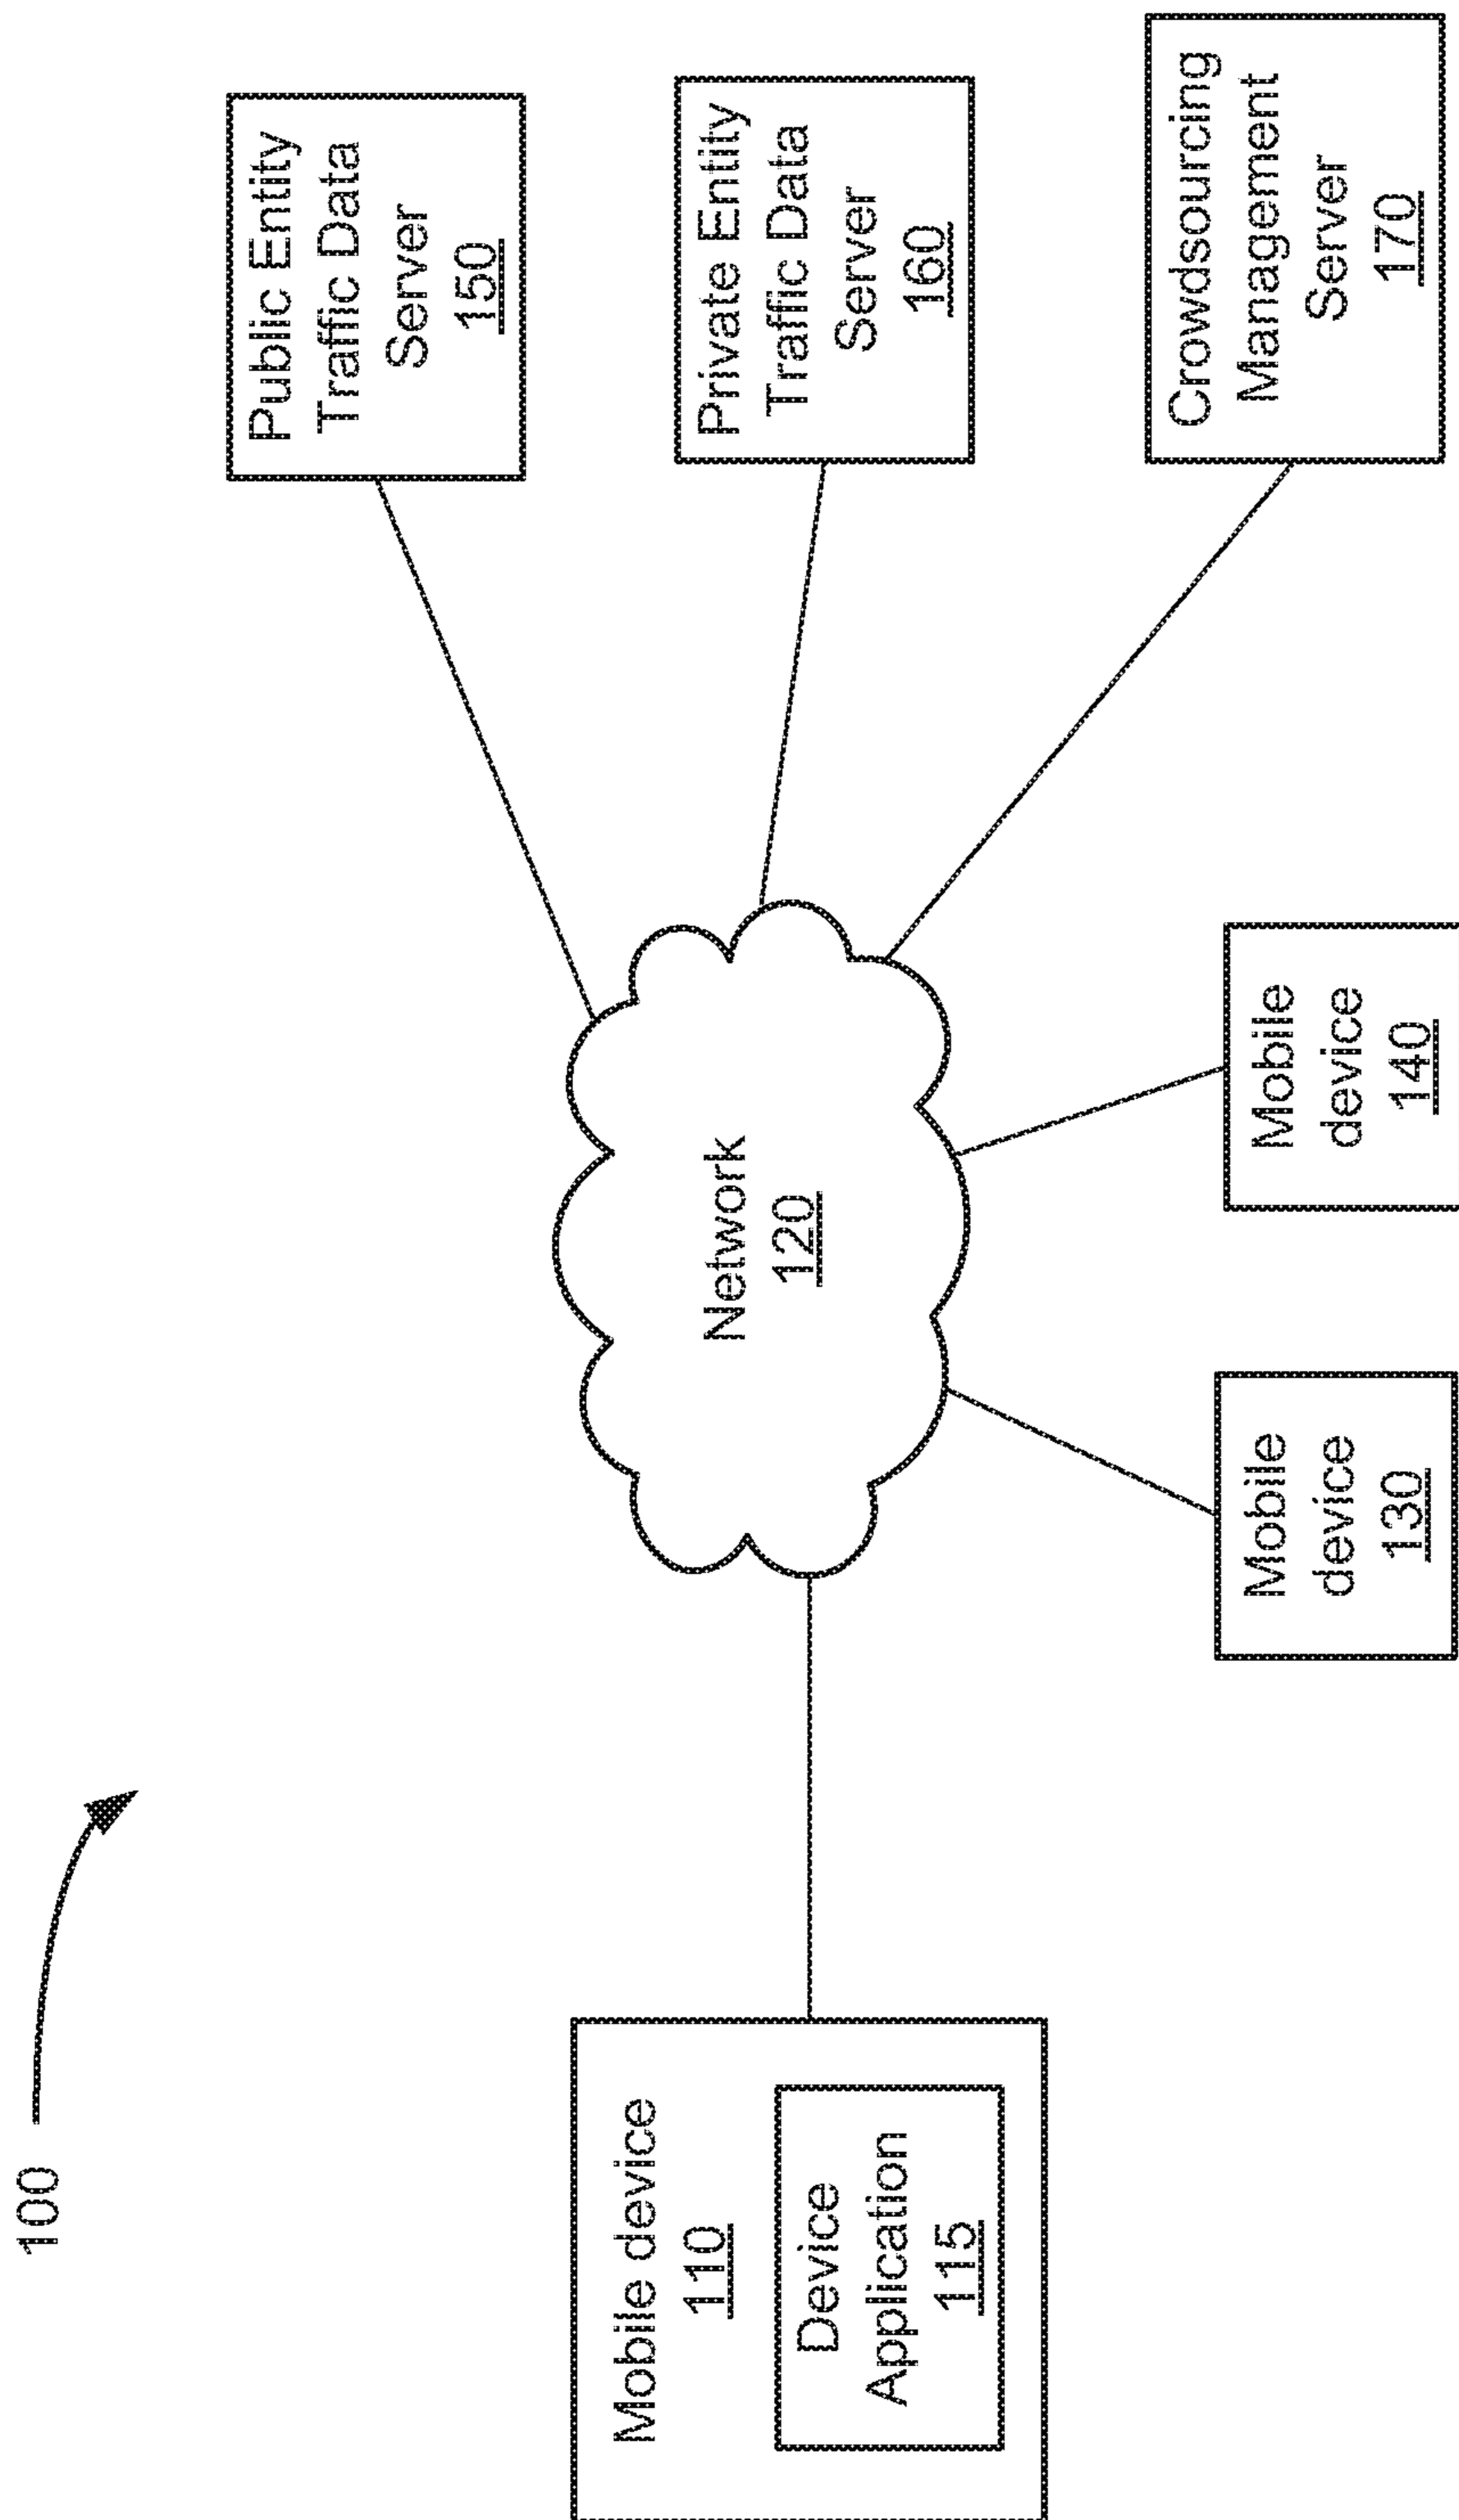 100
Mobile device
110
Device
Application
115
Network
120
Mobile
device
130
Mobile
device
140
Public Entity
Traffic Data
Server
150
Private Entity
Traffic Data
Server
160
Crowdsourcing
Management
Server
170